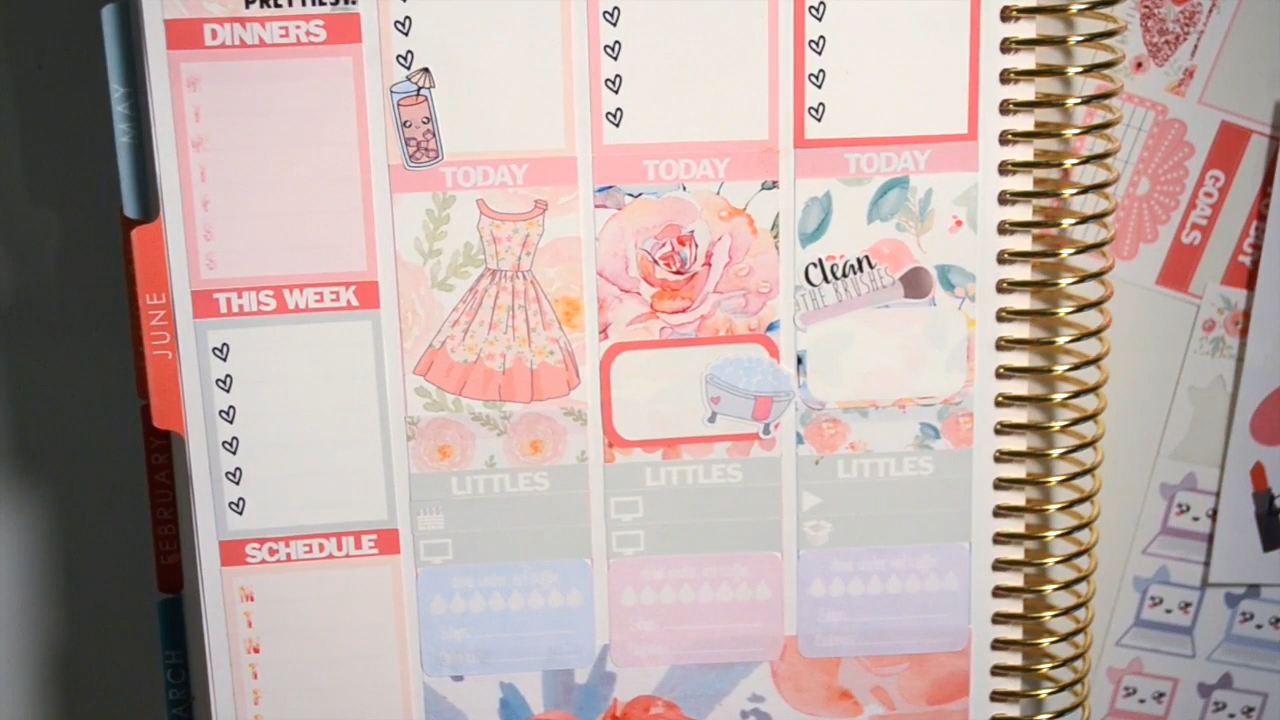 PRETTIEST.
DINNERS
THIS WEEK
SCHEDULE
M
T
W
T
F
TODAY
TODAY
TODAY
Clean
THE BRUSHES
LITTLES
LITTLES
LITTLES
MAY
JUNE
FEBRUARY
MARCH
GOALS